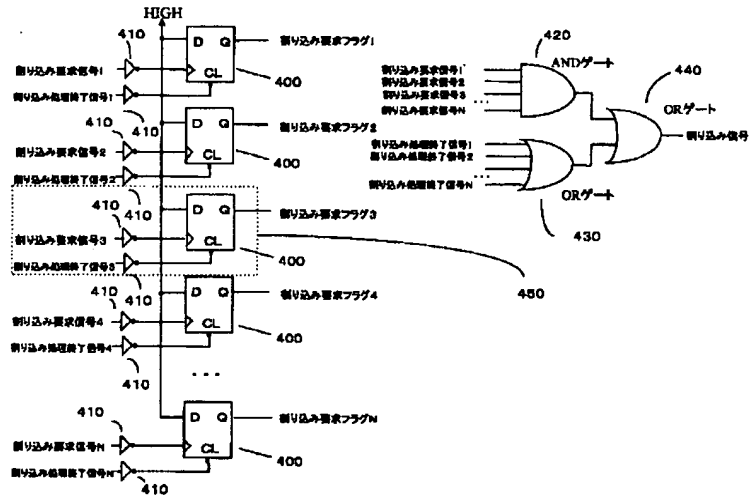 HIGH
410
D Q
割り込み要求フラグ1
割り込み要求信号1
CL
400
割り込み処理終了信号1
410
410
D Q
割り込み要求フラグ2
割り込み要求信号2
CL
400
割り込み処理終了信号2
410
410
D Q
割り込み要求フラグ3
割り込み要求信号3
CL
400
割り込み処理終了信号3
410
450
410
D Q
割り込み要求フラグ4
割り込み要求信号4
CL
400
割り込み処理終了信号4
410
...
410
D Q
割り込み要求フラグN
割り込み要求信号N
CL
400
割り込み処理終了信号N
410
420
ANDゲート
割り込み要求信号1
割り込み要求信号2
割り込み要求信号3
...
割り込み要求信号N
440
ORゲート
割り込み信号
割り込み処理終了信号1
割り込み処理終了信号2
...
割り込み処理終了信号N
ORゲート
430